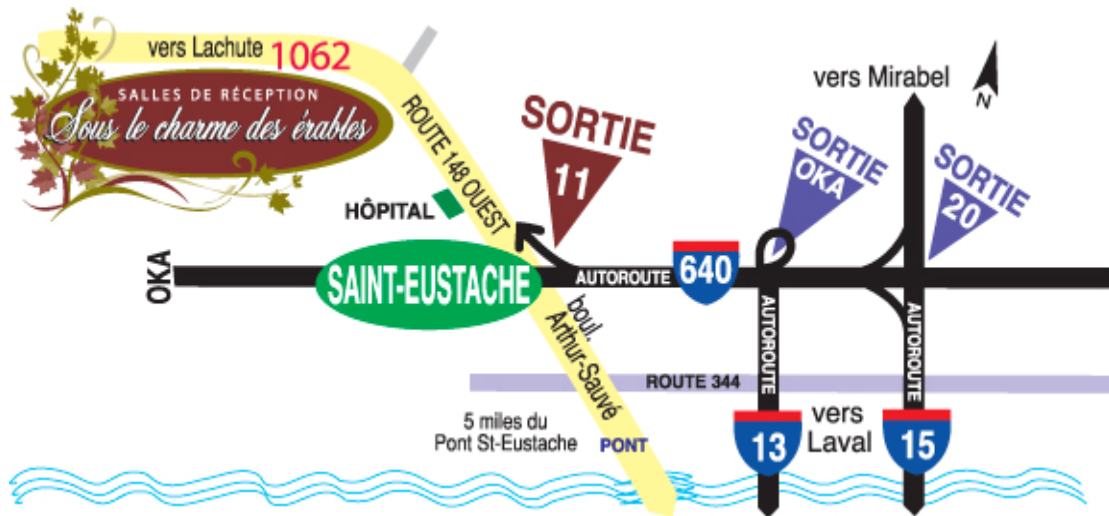 vers Lachute 1062
SALLES DE RÉCEPTION
Sous le charme des érables
ROUTE 148 OUEST
HÔPITAL
SORTIE
11
SORTIE
OKA
vers Mirabel
N
SORTIE
20
OKA
SAINT-EUSTACHE
AUTOROUTE
640
boul.
Arthur-Sauvé
AUTOROUTE
AUTOROUTE
ROUTE 344
5 miles du
Pont St-Eustache
PONT
13
vers
Laval
15